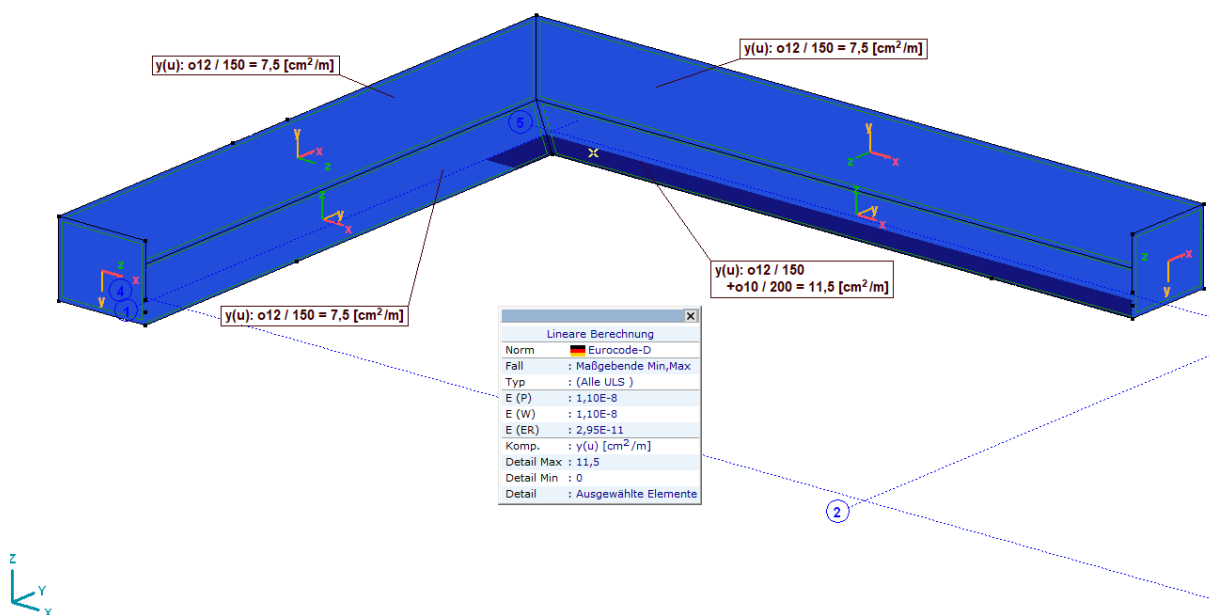 y(u): o12 / 150 = 7,5 [cm²/m]
y(u): o12 / 150 = 7,5 [cm²/m]
5
y
x
z
y
x
z
z
y
x
z
y
x
z
x
y
z
x
y
4
1
y(u): o12 / 150
+o10 / 200 = 11,5 [cm²/m]
y(u): o12 / 150 = 7,5 [cm²/m]
Lineare Berechnung
Norm Eurocode-D
Fall : Maßgebende Min,Max
Typ : (Alle ULS )
E (P) : 1,10E-8
E (W) : 1,10E-8
E (ER) : 2,95E-11
Komp. : y(u) [cm²/m]
Detail Max : 11,5
Detail Min : 0
Detail : Ausgewählte Elemente
2
Z
Y
X